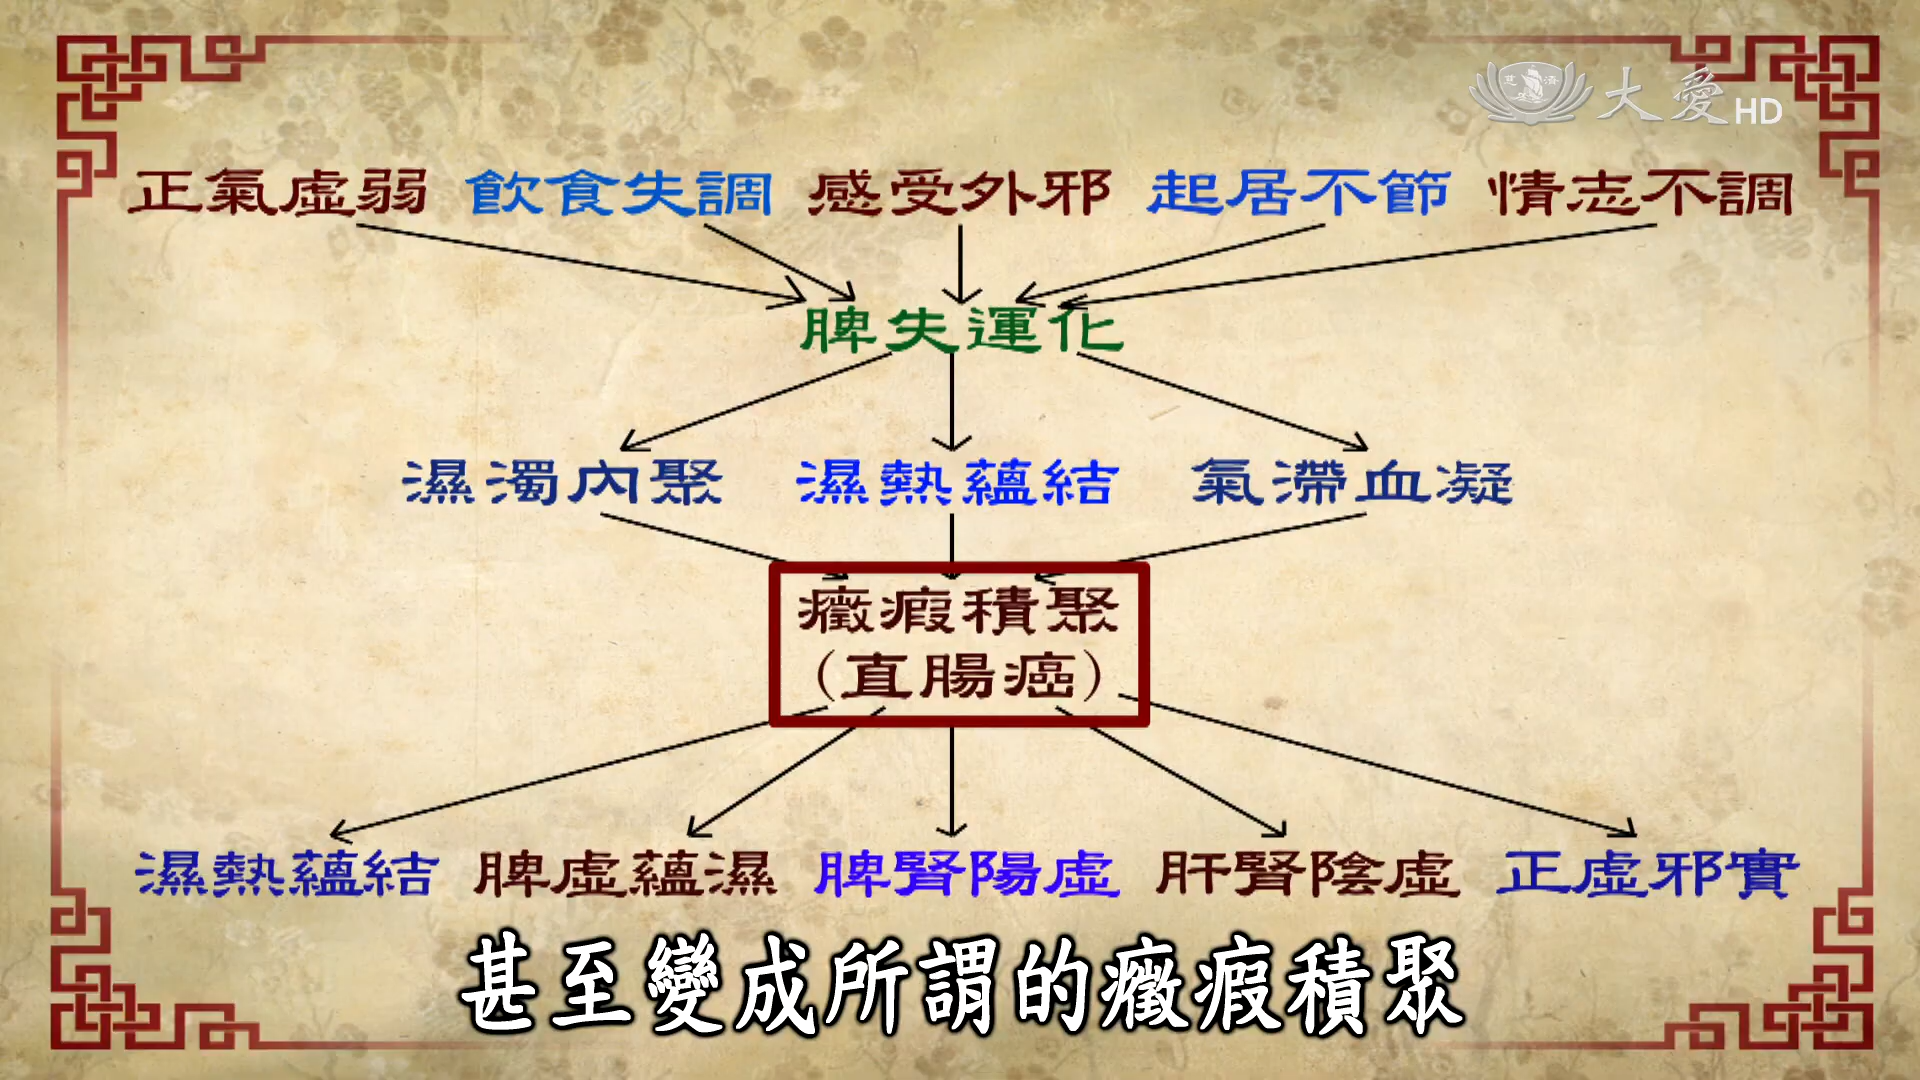 慈濟
大愛HD
正氣虛弱 飲食失調 感受外邪 起居不節 情志不調
脾失運化
濕濁內聚 濕熱蘊結 氣滯血凝
癥瘕積聚
(直腸癌)
濕熱蘊結 脾虛蘊濕 脾腎陽虛 肝腎陰虛 正虛邪實
甚至變成所謂的癥瘕積聚